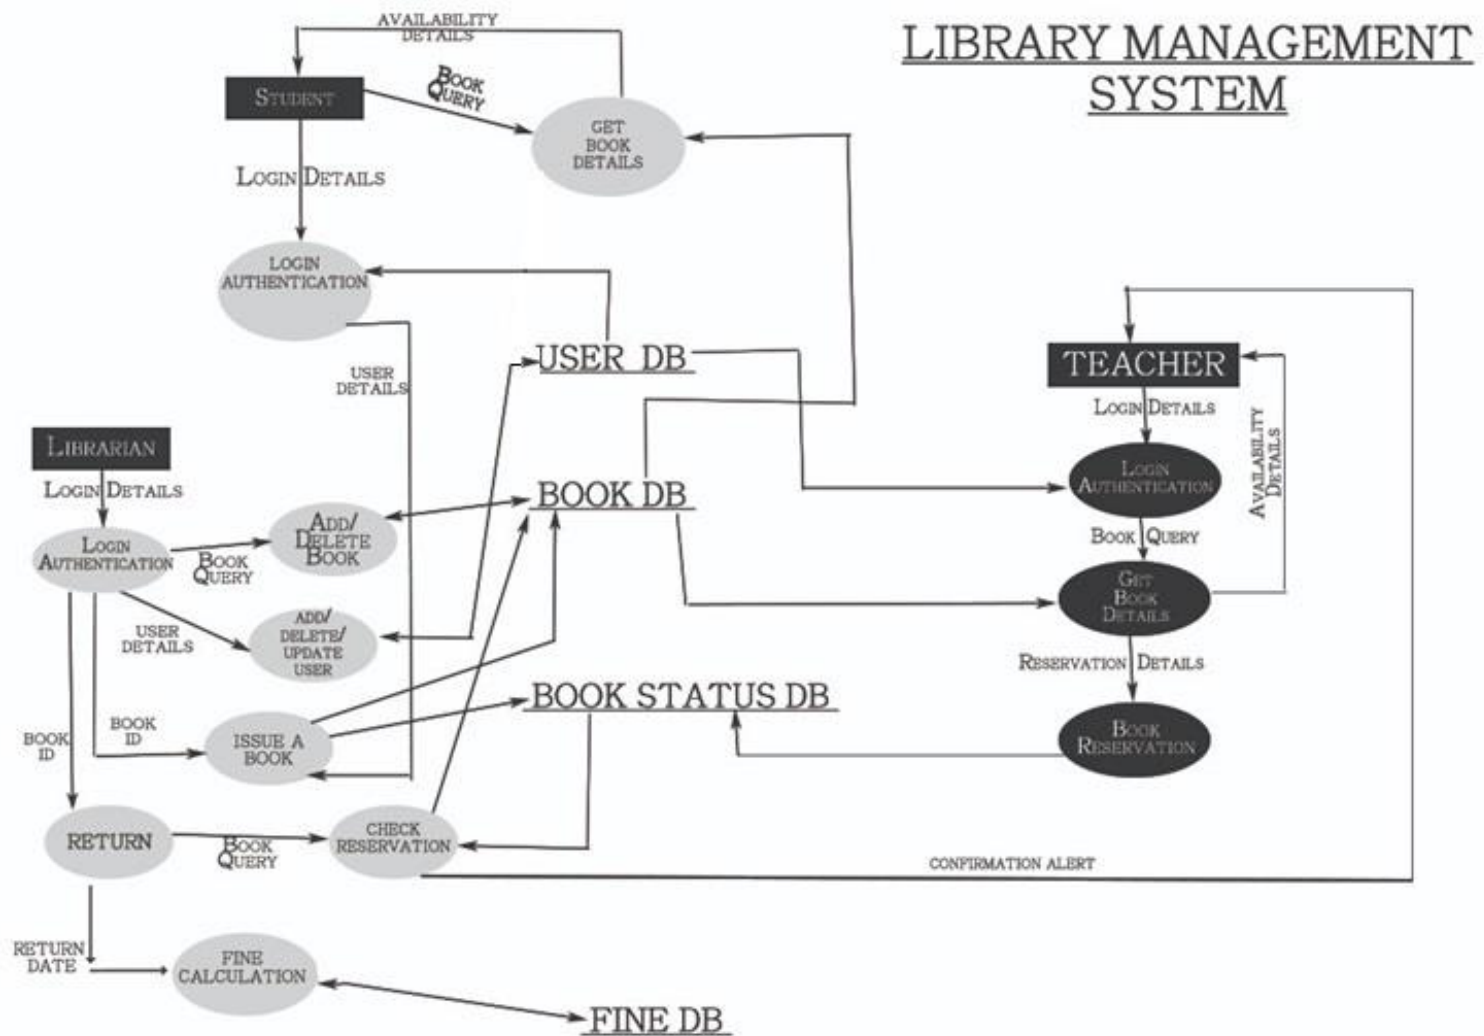 LIBRARY MANAGEMENT
SYSTEM
AVAILABILITY
DETAILS
STUDENT
BOOK
QUERY
GET
BOOK
DETAILS
LOGIN DETAILS
LOGIN
AUTHENTICATION
USER
DETAILS
USER DB
TEACHER
LOGIN DETAILS
AVAILABILITY
DETAILS
LOGIN
AUTHENTICATION
BOOK QUERY
GET
BOOK
DETAILS
RESERVATION DETAILS
BOOK
RESERVATION
LIBRARIAN
LOGIN DETAILS
LOGIN
AUTHENTICATION
BOOK
QUERY
ADD/
DELETE
BOOK
BOOK DB
USER
DETAILS
ADD/
DELETE/
UPDATE
USER
BOOK STATUS DB
BOOK
ID
BOOK
ID
ISSUE A
BOOK
RETURN
BOOK
QUERY
CHECK
RESERVATION
CONFIRMATION ALERT
RETURN
DATE
FINE
CALCULATION
FINE DB